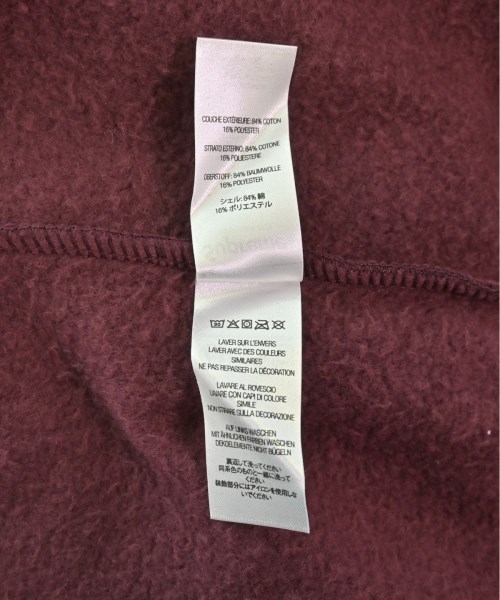 COUCHE EXTÉRIEURE: 84% COTON
16% POLYESTER
STRATO ESTERNO: 84% COTONE
16% POLIESTERE
OBERSTOFF: 84% BAUMWOLLE
16% POLYESTER
シェル: 84% 綿
16% ポリエステル
LAVER SUR L'ENVERS
LAVER AVEC DES COULEURS
SIMILAIRES
NE PAS REPASSER LA DÉCORATION
LAVARE AL ROVESCIO
LAVARE CON CAPI DI COLORE
SIMILE
NON STIRARE SULLA DECORAZIONE
AUF LINKS WASCHEN
MIT ÄHNLICHEN FARBEN WASCHEN
DEKOELEMENTE NICHT BÜGELN
裏返して洗ってください
同系色のものと一緒に洗って
ください
装飾部分にはアイロンを使用しな
いでください